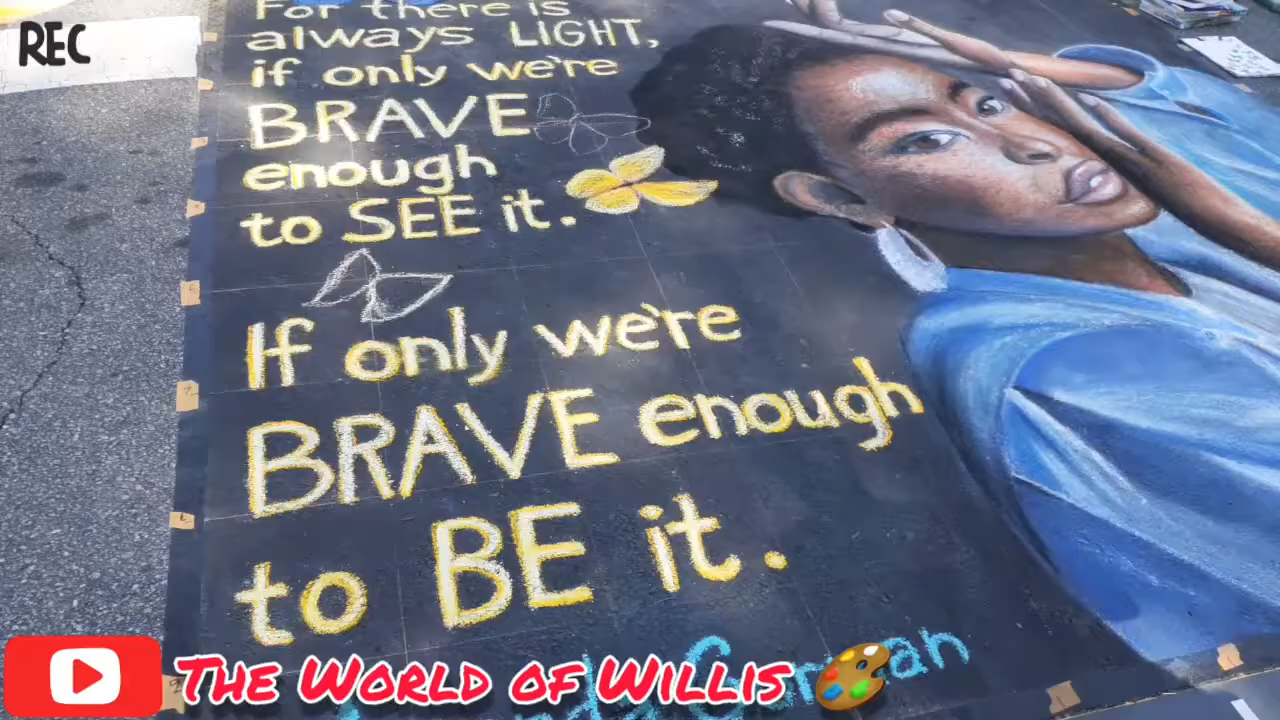 REC
For there is
always LIGHT,
if only we're
BRAVE
enough
to SEE it.
If only we're
BRAVE enough
to BE it.
THE WORLD OF WILLIS